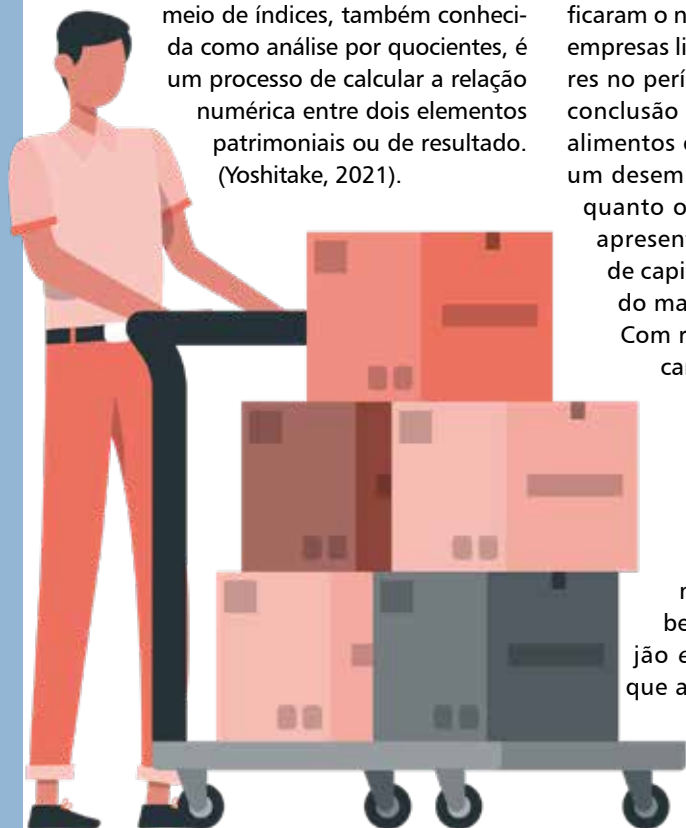 meio de índices, também conheci-
da como análise por quocientes, é
um processo de calcular a relação
numérica entre dois elementos
patrimoniais ou de resultado.
(Yoshitake, 2021).
ficaram o n
empresas li
res no perí
conclusão
alimentos
um desem
quanto o
apresent
de capi
do ma
Com r
ca
be
jão
que a